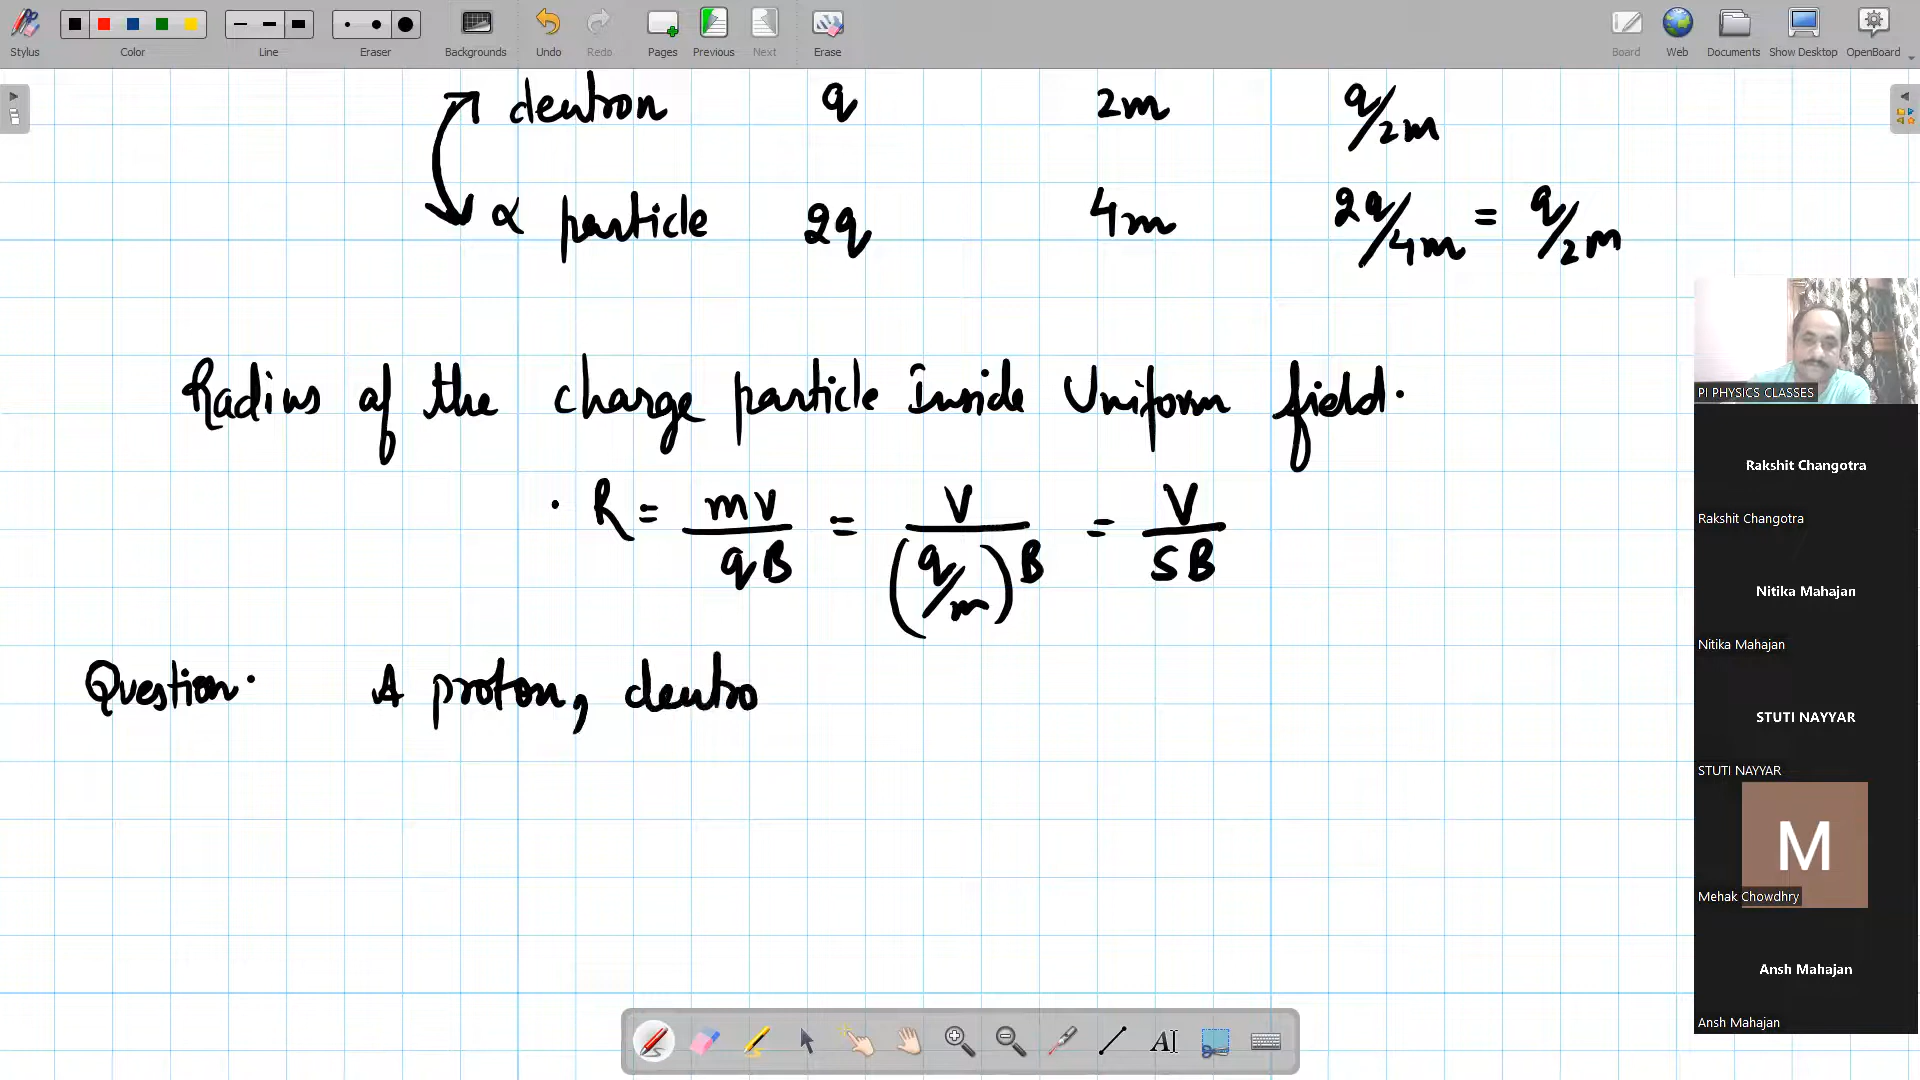 Stylus Color Line Eraser Backgrounds Undo Redo Pages Previous Next Erase Board Web Documents Show Desktop OpenBoard
deutron q 2m q/2m
α particle 2q 4m 2q/4m = q/2m
Radius of the charge particle Inside Uniform field.
. R = mv/qB = V/(q/m)B = V/SB
Question. A proton, deutro
PI PHYSICS CLASSES
Rakshit Changotra
Rakshit Changotra
Nitika Mahajan
Nitika Mahajan
STUTI NAYYAR
STUTI NAYYAR
M
Mehak Chowdhry
Ansh Mahajan
Ansh Mahajan